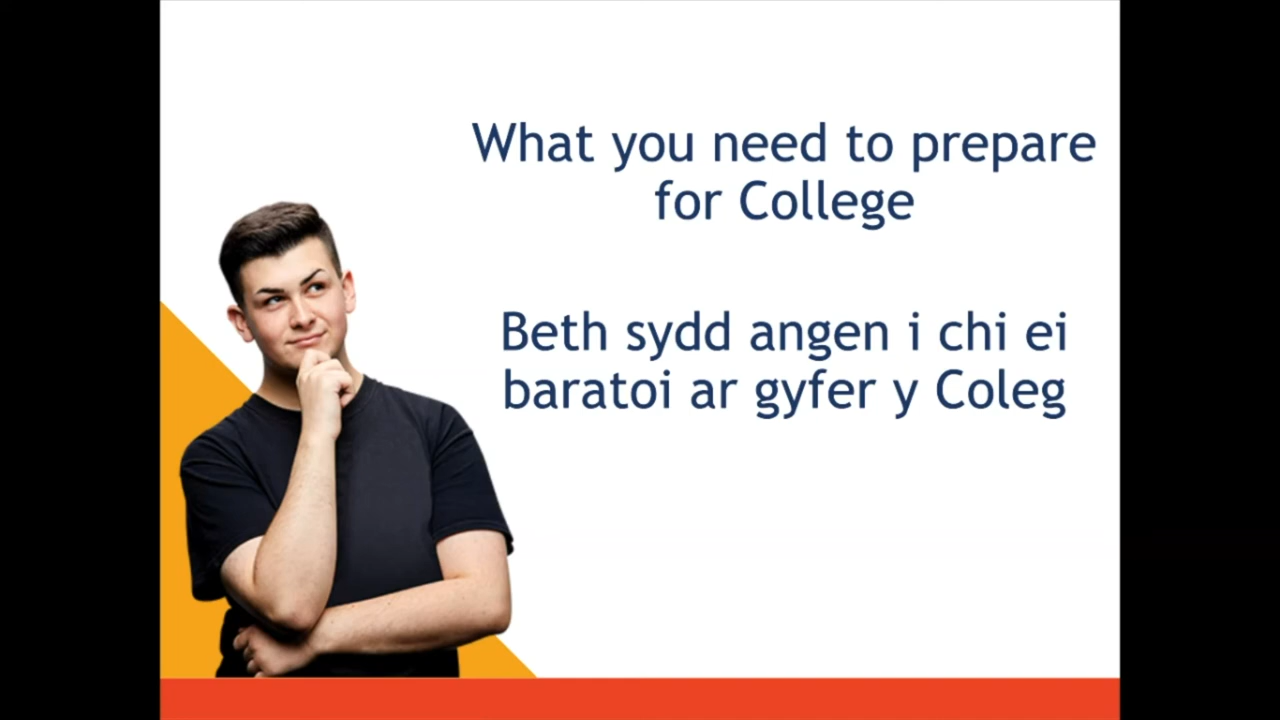 What you need to prepare
for College
Beth sydd angen i chi ei
baratoi ar gyfer y Coleg